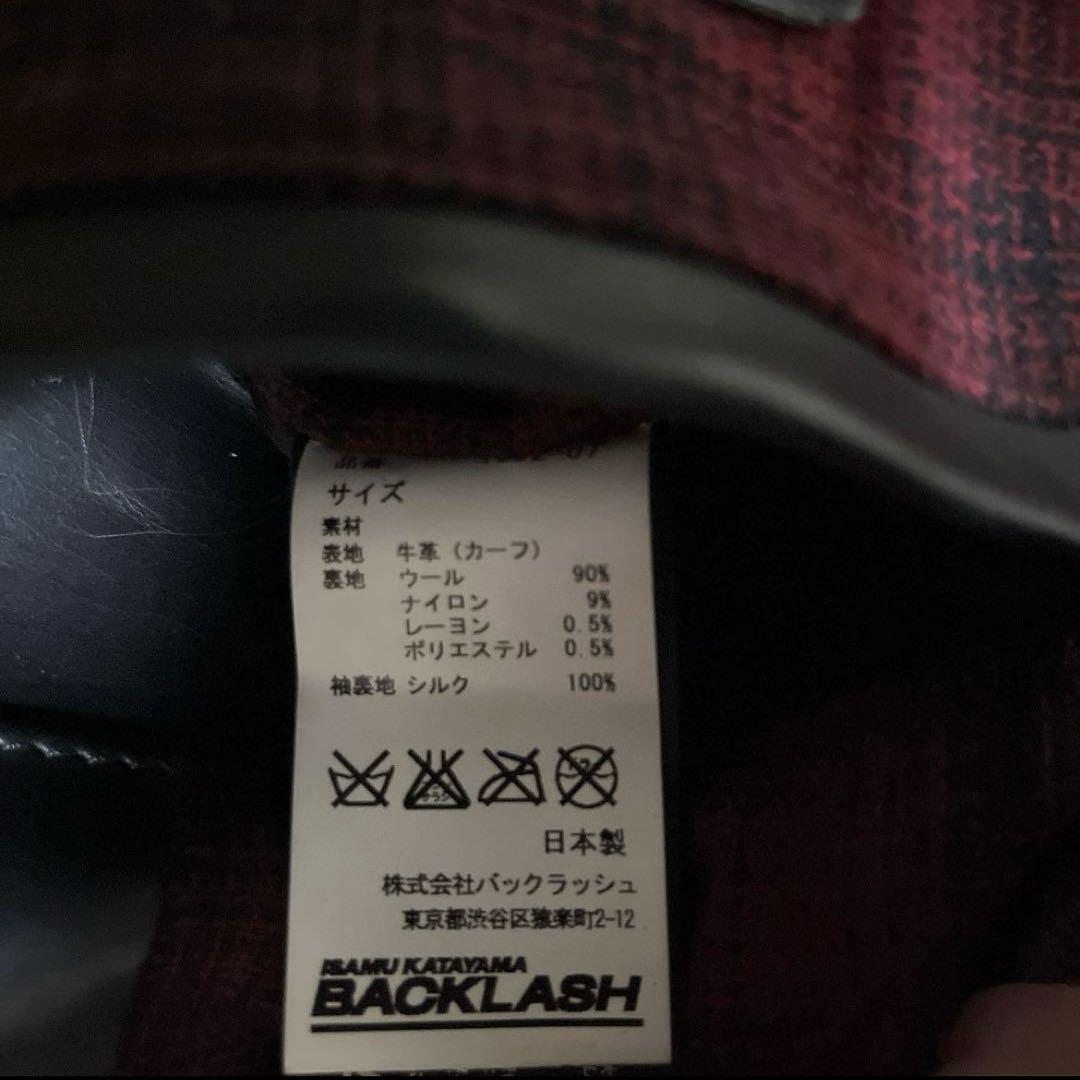 品番
サイズ
素材
表地 牛革（カーフ）
裏地 ウール 90%
ナイロン 9%
レーヨン 0.5%
ポリエステル 0.5%
袖裏地 シルク 100%
日本製
株式会社バックラッシュ
東京都渋谷区猿楽町2-12
ISAMU KATAYAMA
BACKLASH